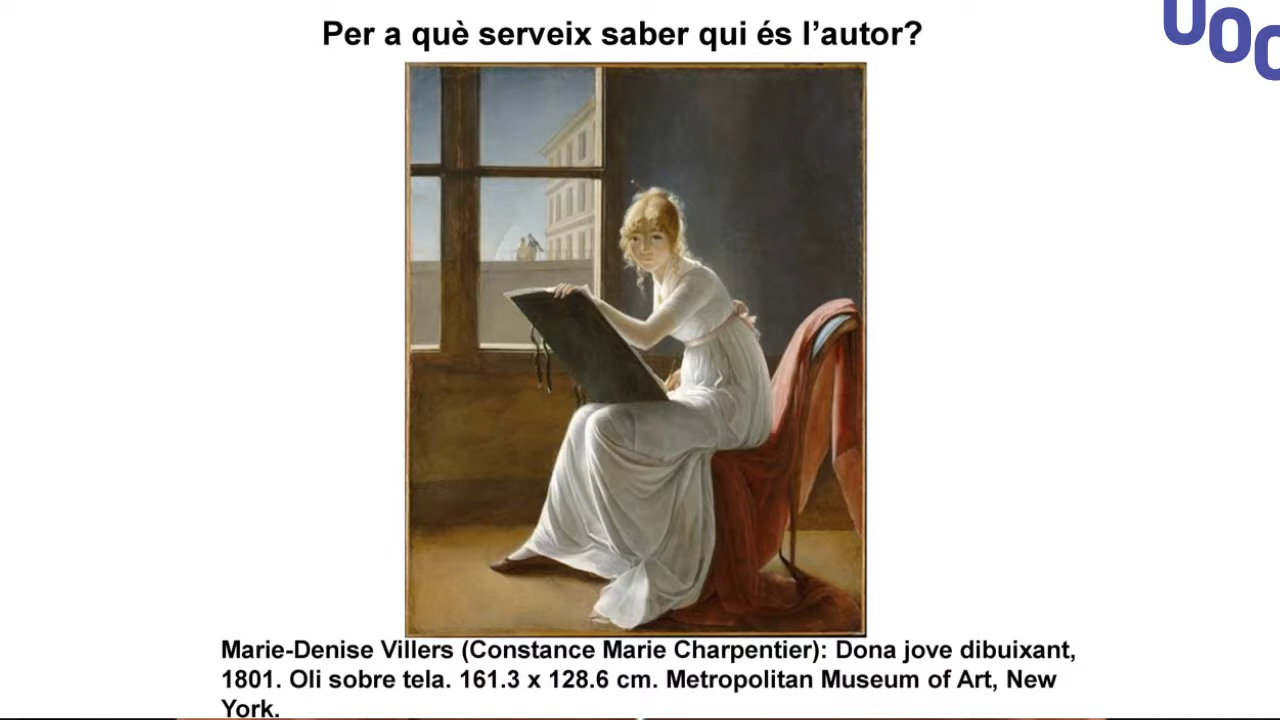 Per a què serveix saber qui és l’autor?
UOC
Marie-Denise Villers (Constance Marie Charpentier): Dona jove dibuixant,
1801. Oli sobre tela. 161.3 x 128.6 cm. Metropolitan Museum of Art, New
York.